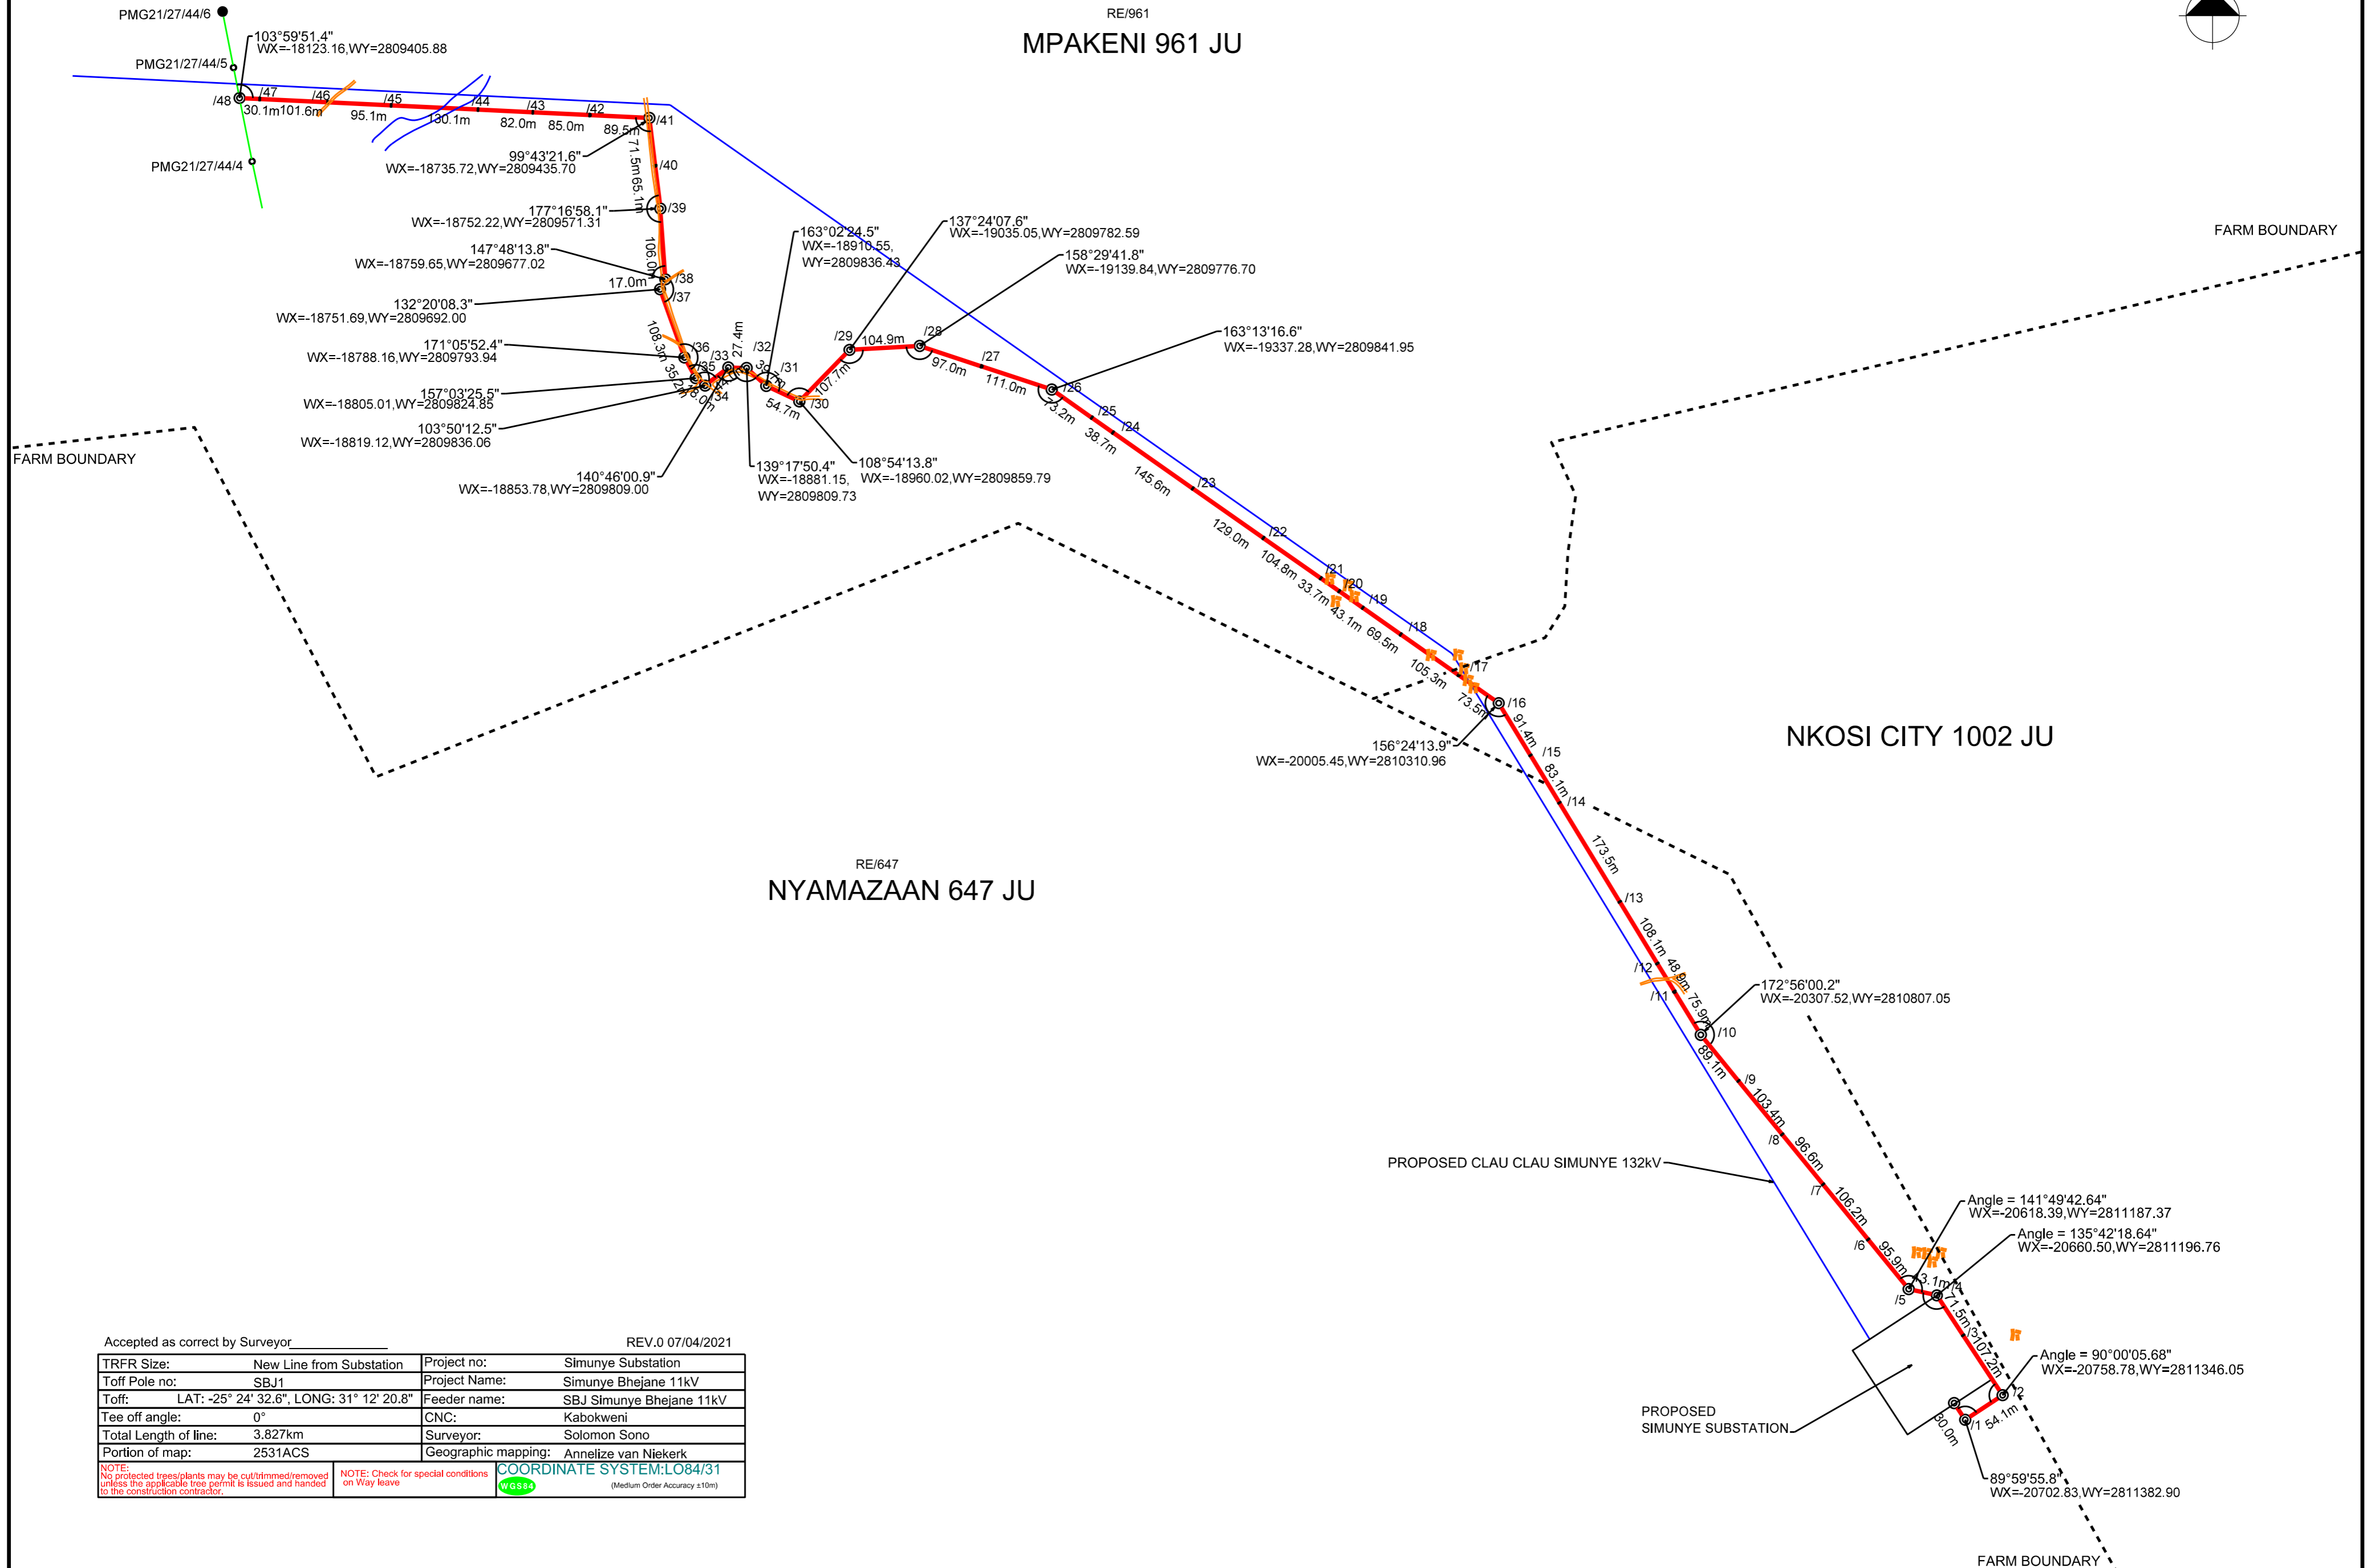 RE/961
MPAKENI 961 JU
PMG21/27/44/6
103°59'51.4"
WX=-18123.16,WY=2809405.88
PMG21/27/44/5
/48
/47
/46
/45
/44
/43
/42
/41
30.1m
101.6m
95.1m
130.1m
82.0m
85.0m
89.5m
PMG21/27/44/4
99°43'21.6"
WX=-18735.72,WY=2809435.70
71.5m
/40
65.1m
177°16'58.1"
WX=-18752.22,WY=2809571.31
/39
147°48'13.8"
WX=-18759.65,WY=2809677.02
106.0m
/38
17.0m
/37
132°20'08.3"
WX=-18751.69,WY=2809692.00
108.3m
171°05'52.4"
WX=-18788.16,WY=2809793.94
/36
35.2m
157°03'25.5"
WX=-18805.01,WY=2809824.85
/35
18.0m
103°50'12.5"
WX=-18819.12,WY=2809836.06
/34
/33
140°46'00.9"
WX=-18853.78,WY=2809809.00
27.4m
/32
139°17'50.4"
WX=-18881.15,
WY=2809809.73
163°02'24.5"
WX=-18910.55,
WY=2809836.43
/31
54.7m
/30
108°54'13.8"
WX=-18960.02,WY=2809859.79
107.7m
/29
137°24'07.6"
WX=-19035.05,WY=2809782.59
104.9m
/28
158°29'41.8"
WX=-19139.84,WY=2809776.70
97.0m
/27
111.0m
163°13'16.6"
WX=-19337.28,WY=2809841.95
/26
73.2m
/25
38.7m
/24
145.6m
/23
129.0m
/22
104.8m
/21
33.7m
/20
43.1m
/19
69.5m
/18
105.3m
/17
73.5m
/16
156°24'13.9"
WX=-20005.45,WY=2810310.96
FARM BOUNDARY
FARM BOUNDARY
NKOSI CITY 1002 JU
RE/647
NYAMAZAAN 647 JU
91.4m
/15
83.1m
/14
173.5m
/13
108.1m
/12
48.9m
/11
75.9m
172°56'00.2"
WX=-20307.52,WY=2810807.05
/10
89.1m
/9
103.4m
/8
96.6m
/7
106.2m
/6
95.9m
PROPOSED CLAU CLAU SIMUNYE 132kV
Angle = 141°49'42.64"
WX=-20618.39,WY=2811187.37
Angle = 135°42'18.64"
WX=-20660.50,WY=2811196.76
/5
43.1m
/4
71.5m
/3
107.2m
Angle = 90°00'05.68"
WX=-20758.78,WY=2811346.05
/2
54.1m
/1
30.0m
89°59'55.8"
WX=-20702.83,WY=2811382.90
PROPOSED
SIMUNYE SUBSTATION
FARM BOUNDARY
Accepted as correct by Surveyor
REV.0 07/04/2021
TRFR Size: New Line from Substation Project no: Simunye Substation
Toff Pole no: SBJ1 Project Name: Simunye Bhejane 11kV
Toff: LAT: -25° 24' 32.6", LONG: 31° 12' 20.8" Feeder name: SBJ Simunye Bhejane 11kV
Tee off angle: 0° CNC: Kabokweni
Total Length of line: 3.827km Surveyor: Solomon Sono
Portion of map: 2531ACS Geographic mapping: Annelize van Niekerk
NOTE:
No protected trees/plants may be cut/trimmed/removed
unless the applicable tree permit is issued and handed
to the construction contractor.
NOTE: Check for special conditions
on Way leave
COORDINATE SYSTEM:LO84/31
WGS84
(Medium Order Accuracy ±10m)